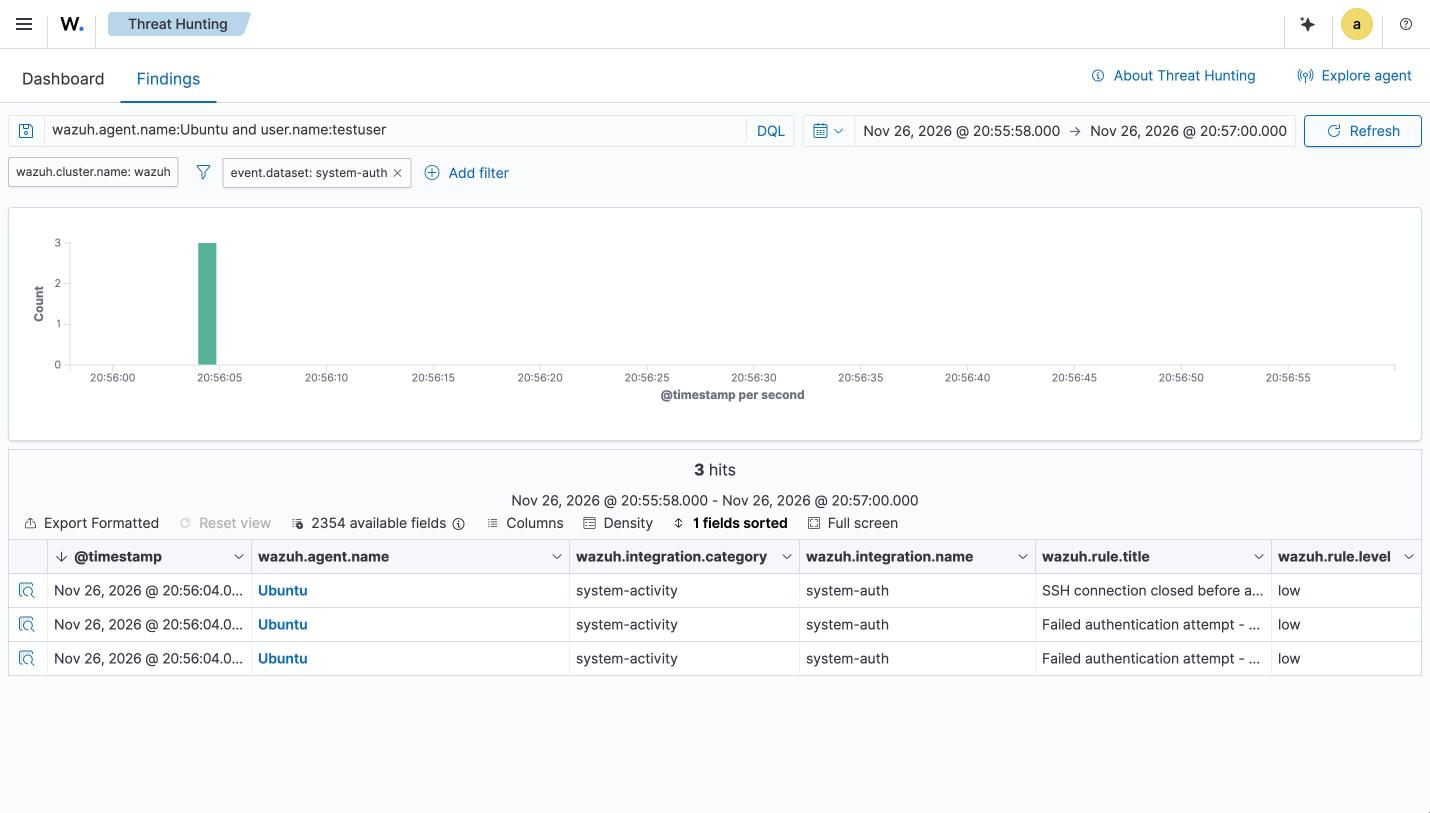 W. Threat Hunting a
Dashboard Findings About Threat Hunting Explore agent
wazuh.agent.name:Ubuntu and user.name:testuser DQL Nov 26, 2026 @ 20:55:58.000 → Nov 26, 2026 @ 20:57:00.000 Refresh
wazuh.cluster.name: wazuh event.dataset: system-auth × Add filter
3
2
1
0
Count
20:56:00 20:56:05 20:56:10 20:56:15 20:56:20 20:56:25 20:56:30 20:56:35 20:56:40 20:56:45 20:56:50 20:56:55
@timestamp per second
3 hits
Nov 26, 2026 @ 20:55:58.000 - Nov 26, 2026 @ 20:57:00.000
Export Formatted Reset view 2354 available fields Columns Density 1 fields sorted Full screen
@timestamp wazuh.agent.name wazuh.integration.category wazuh.integration.name wazuh.rule.title wazuh.rule.level
Nov 26, 2026 @ 20:56:04.0... Ubuntu system-activity system-auth SSH connection closed before a... low
Nov 26, 2026 @ 20:56:04.0... Ubuntu system-activity system-auth Failed authentication attempt - ... low
Nov 26, 2026 @ 20:56:04.0... Ubuntu system-activity system-auth Failed authentication attempt - ... low